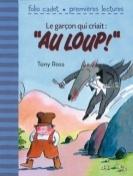 folio cadet • premières lectures
Le garçon qui criait :
"AU LOUP!"
Tony Ross